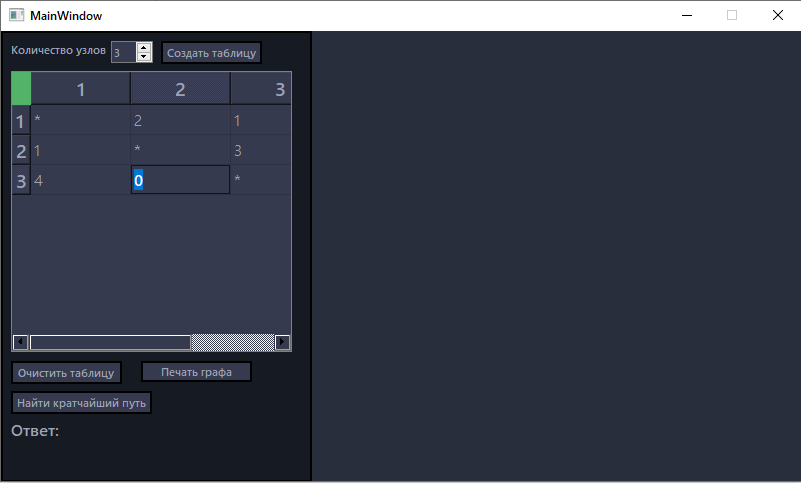 MainWindow
Количество узлов 3 Создать таблицу
1 2 3
1 * 2 1
2 1 * 3
3 4 0 *
Очистить таблицу Печать графа
Найти кратчайший путь
Ответ: